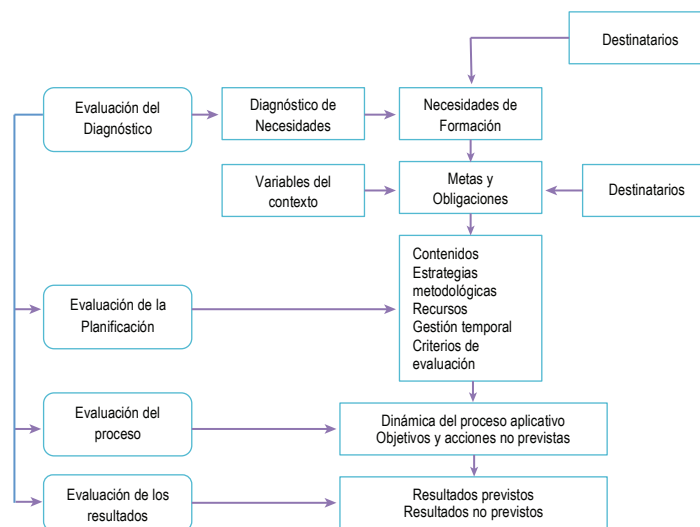 Destinatarios
Evaluación del
Diagnóstico
Diagnóstico de
Necesidades
Necesidades de
Formación
Variables del
contexto
Metas y
Obligaciones
Destinatarios
Contenidos
Estrategias
metodológicas
Recursos
Gestión temporal
Criterios de
evaluación
Evaluación de la
Planificación
Evaluación del
proceso
Dinámica del proceso aplicativo
Objetivos y acciones no previstas
Evaluación de los
resultados
Resultados previstos
Resultados no previstos